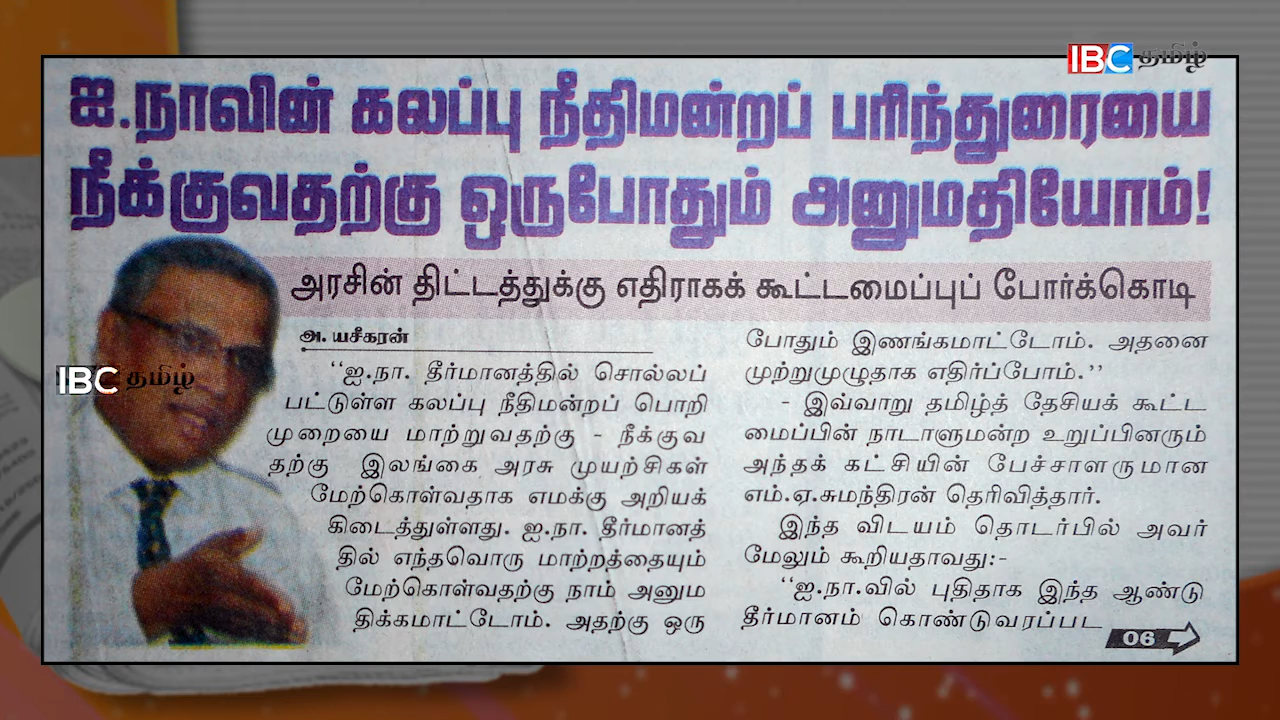 IBC தமிழ்
ஐ.நாவின் கலப்பு நீதிமன்றப் பரிந்துரையை
நீக்குவதற்கு ஒருபோதும் அனுமதியோம்!
அரசின் திட்டத்துக்கு எதிராகக் கூட்டமைப்புப் போர்க்கொடி
அ. யசீகரன்
‘‘ஐ.நா. தீர்மானத்தில் சொல்லப்
பட்டுள்ள கலப்பு நீதிமன்றப் பொறி
முறையை மாற்றுவதற்கு - நீக்குவ
தற்கு இலங்கை அரசு முயற்சிகள்
மேற்கொள்வதாக எமக்கு அறியக்
கிடைத்துள்ளது. ஐ.நா. தீர்மானத்
தில் எந்தவொரு மாற்றத்தையும்
மேற்கொள்வதற்கு நாம் அனும
திக்கமாட்டோம். அதற்கு ஒரு
போதும் இணங்கமாட்டோம். அதனை
முற்றுமுழுதாக எதிர்ப்போம்.’’
- இவ்வாறு தமிழ்த் தேசியக் கூட்ட
மைப்பின் நாடாளுமன்ற உறுப்பினரும்
அந்தக் கட்சியின் பேச்சாளருமான
எம்.ஏ.சுமந்திரன் தெரிவித்தார்.
இந்த விடயம் தொடர்பில் அவர்
மேலும் கூறியதாவது:-
‘‘ஐ.நா.வில் புதிதாக இந்த ஆண்டு
தீர்மானம் கொண்டுவரப்பட
06
IBC தமிழ்